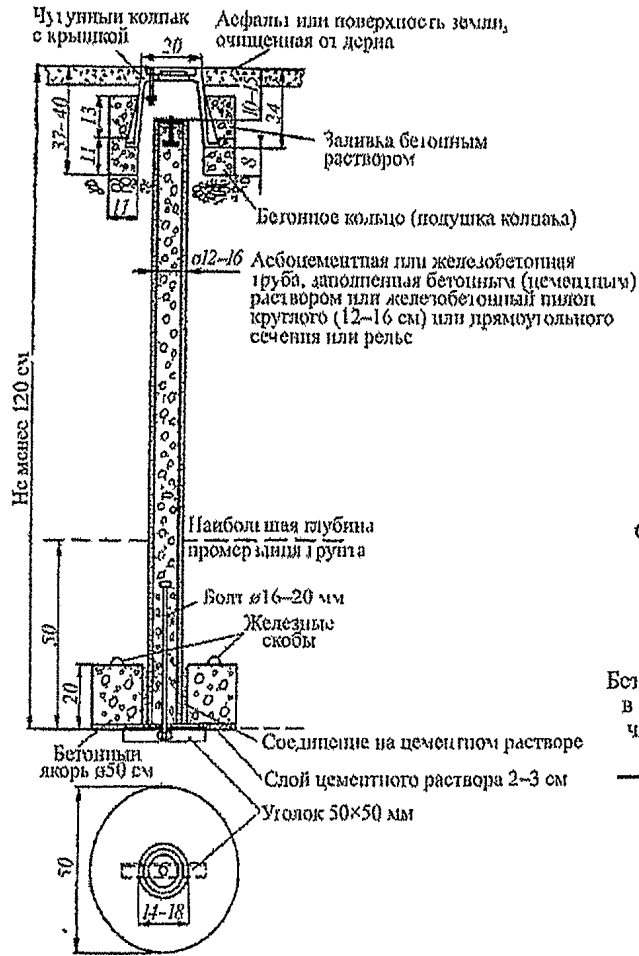 Чугунный колпак
с крышкой
Асфальт или поверхность земли,
очищенная от дерна
20
10–15
24
37–40
13
11
8
11
Заливка бетонным
раствором
Бетонное кольцо (подушка колпака)
ø12–16
Асбоцементная или железобетонная
труба, заполненная бетонным (цементным)
раствором или железобетонный пилон
круглого (12–16 см) или прямоугольного
сечения или рельс
Не менее 120 см
Наибольшая глубина
промерзания грунта
50
Болт ø16–20 мм
Железные
скобы
20
Бетонный
якорь ø50 см
Соединение на цементном растворе
Слой цементного раствора 2–3 см
Уголок 50×50 мм
50
6
14–18
в